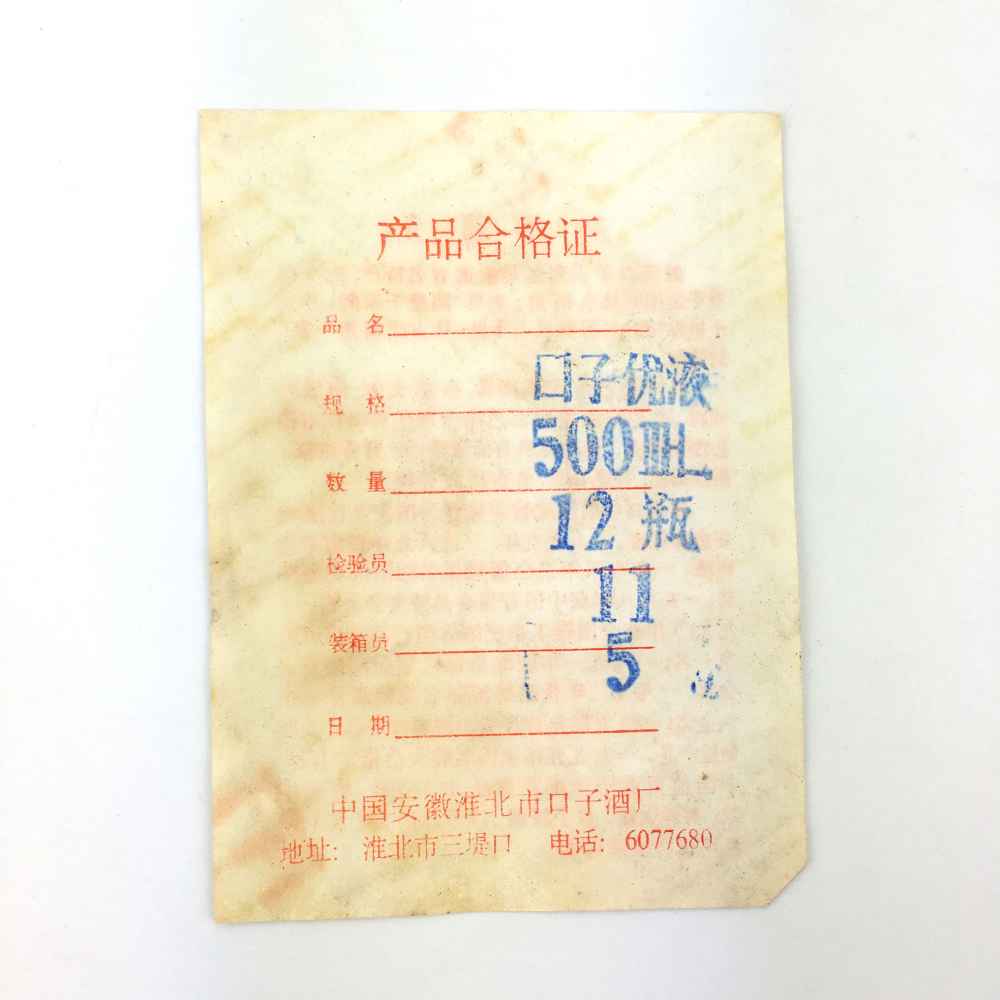 产品合格证
品名
口子优液
规格
500ML
数量
12瓶
检验员
11
装箱员
5
日期
中国安徽淮北市口子酒厂
地址: 淮北市三堤口 电话: 6077680